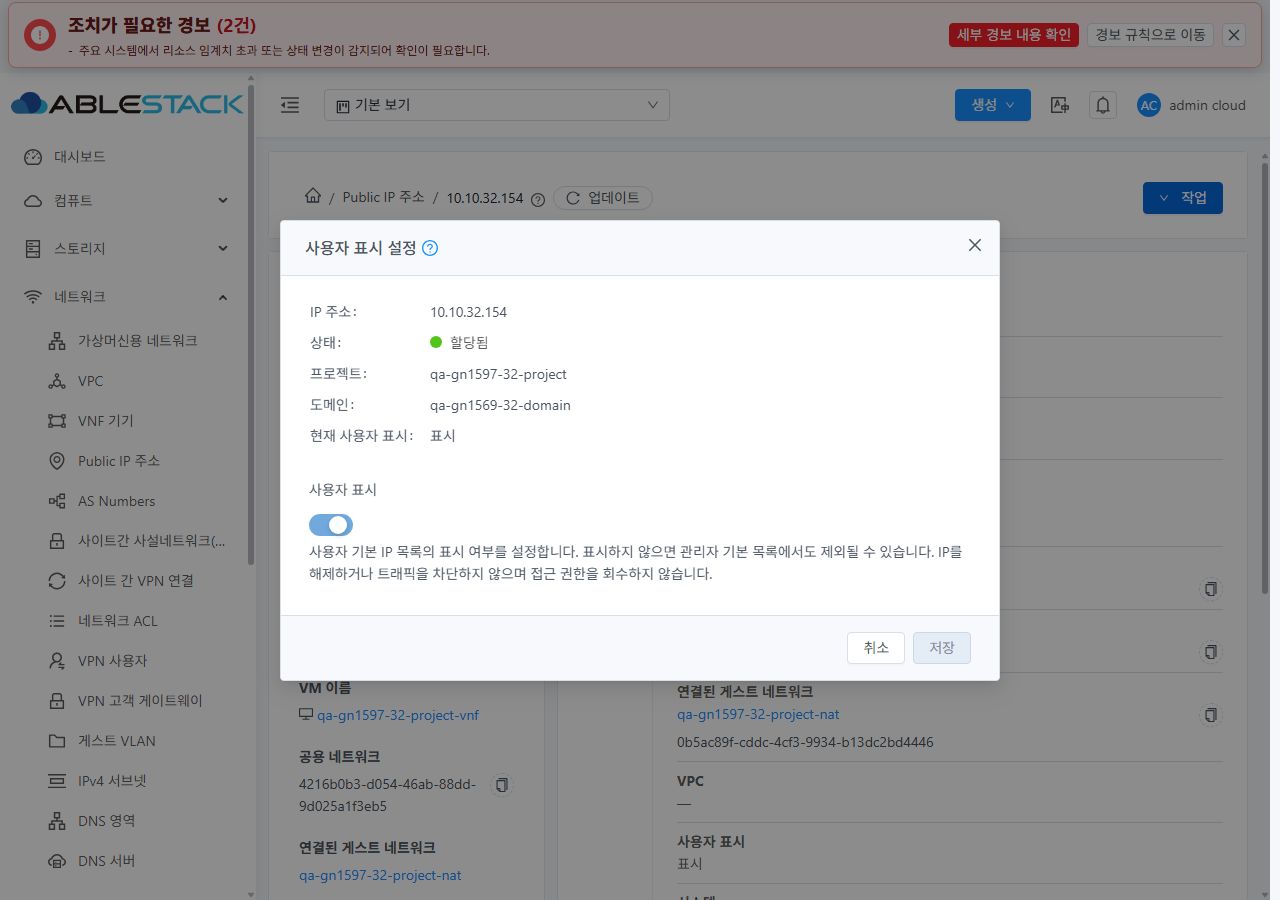 조치가 필요한 경보 (2건)
- 주요 시스템에서 리소스 임계치 초과 또는 상태 변경이 감지되어 확인이 필요합니다.
세부 경보 내용 확인
경보 규칙으로 이동
ABLESTACK
기본 보기
생성
AC admin cloud
대시보드
컴퓨트
스토리지
네트워크
가상머신용 네트워크
VPC
VNF 기기
Public IP 주소
AS Numbers
사이트간 사설네트워크(...
사이트 간 VPN 연결
네트워크 ACL
VPN 사용자
VPN 고객 게이트웨이
게스트 VLAN
IPv4 서브넷
DNS 영역
DNS 서버
/ Public IP 주소 / 10.10.32.154 업데이트
작업
사용자 표시 설정
IP 주소: 10.10.32.154
상태: 할당됨
프로젝트: qa-gn1597-32-project
도메인: qa-gn1569-32-domain
현재 사용자 표시: 표시
사용자 표시
사용자 기본 IP 목록의 표시 여부를 설정합니다. 표시하지 않으면 관리자 기본 목록에서도 제외될 수 있습니다. IP를
해제하거나 트래픽을 차단하지 않으며 접근 권한을 회수하지 않습니다.
취소
저장
VM 이름
qa-gn1597-32-project-vnf
공용 네트워크
4216b0b3-d054-46ab-88dd-
9d025a1f3eb5
연결된 게스트 네트워크
qa-gn1597-32-project-nat
연결된 게스트 네트워크
qa-gn1597-32-project-nat
0b5ac89f-cddc-4cf3-9934-b13dc2bd4446
VPC
—
사용자 표시
표시